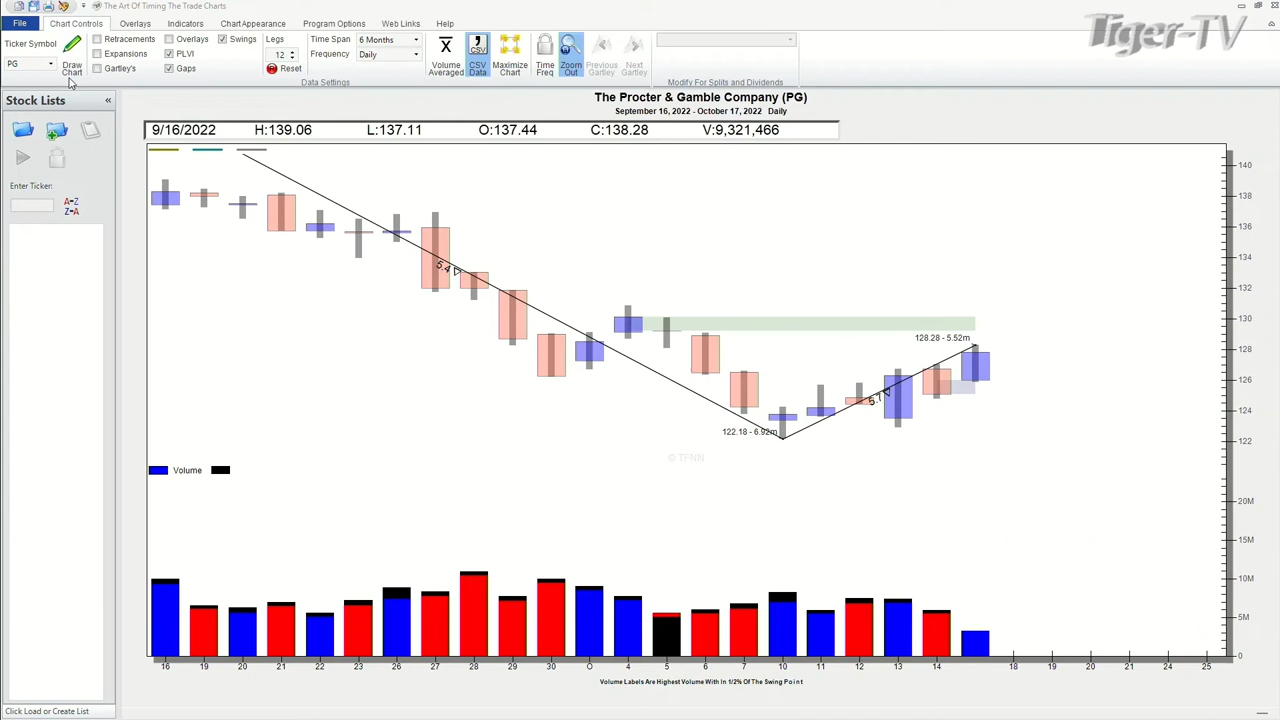 The Art Of Timing The Trade Charts
File Chart Controls Overlays Indicators Chart Appearance Program Options Web Links Help
Tiger-TV
Ticker Symbol
PG
Draw Chart
Retracements Overlays Swings
Expansions PLVI
Gartley's Gaps
Legs
12
Reset
Time Span 6 Months
Frequency Daily
Data Settings
Volume Averaged
CSV Data
Maximize Chart
Time Freq
Zoom Out
Previous Gartley
Next Gartley
Modify For Splits and Dividends
Stock Lists «
Enter Ticker:
A-Z
Z-A
Click Load or Create List
The Procter & Gamble Company (PG)
September 16, 2022 - October 17, 2022 Daily
9/16/2022 H:139.06 L:137.11 O:137.44 C:138.28 V:9,321,466
140
138
136
134
132
130
128
126
124
122
5.4
5.7
128.28 - 5.52m
122.18 - 6.92m
© TFNN
Volume
20M
15M
10M
5M
0
16 19 20 21 22 23 26 27 28 29 30 O 4 5 6 7 10 11 12 13 14 18 19 20 21 24 25
Volume Labels Are Highest Volume With In 1/2% Of The Swing Point